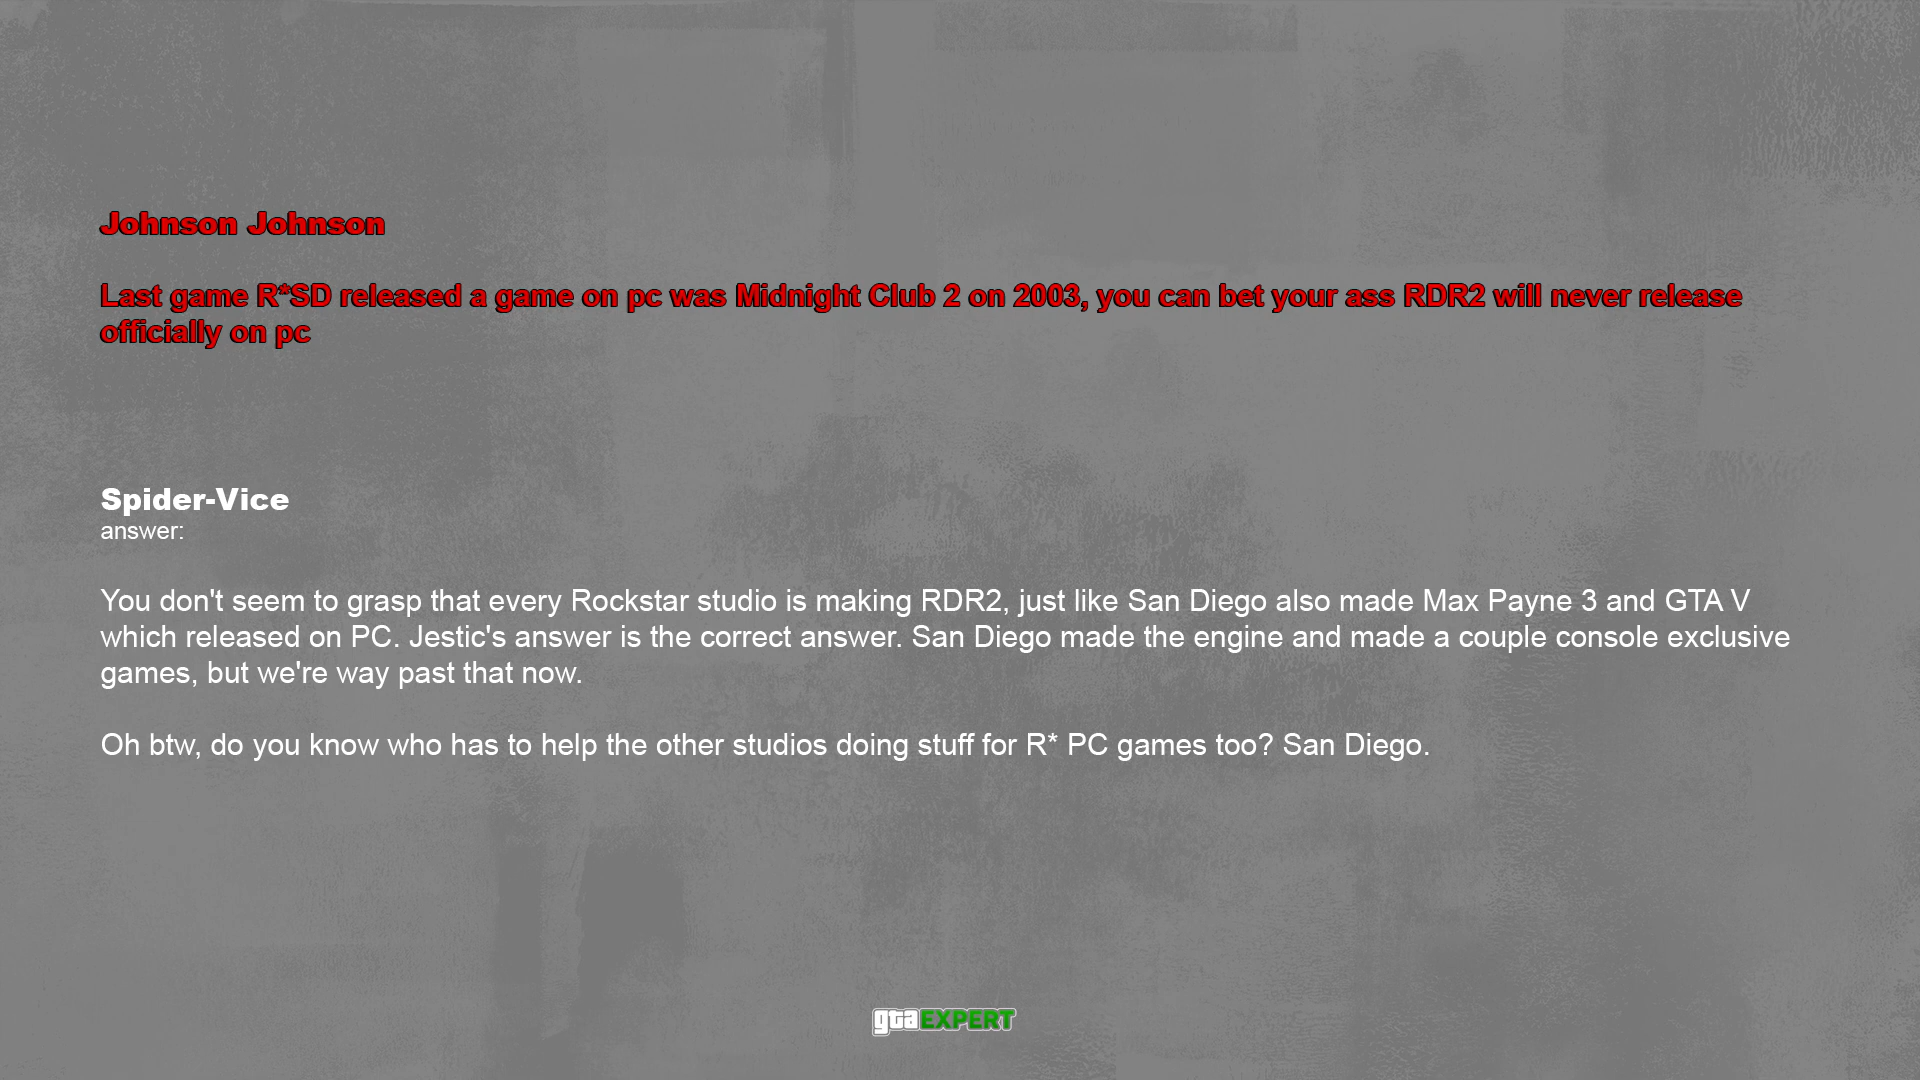 Johnson Johnson
Last game R*SD released a game on pc was Midnight Club 2 on 2003, you can bet your ass RDR2 will never release
officially on pc
Spider-Vice
answer:
You don't seem to grasp that every Rockstar studio is making RDR2, just like San Diego also made Max Payne 3 and GTA V
which released on PC. Jestic's answer is the correct answer. San Diego made the engine and made a couple console exclusive
games, but we're way past that now.
Oh btw, do you know who has to help the other studios doing stuff for R* PC games too? San Diego.
gtaEXPERT